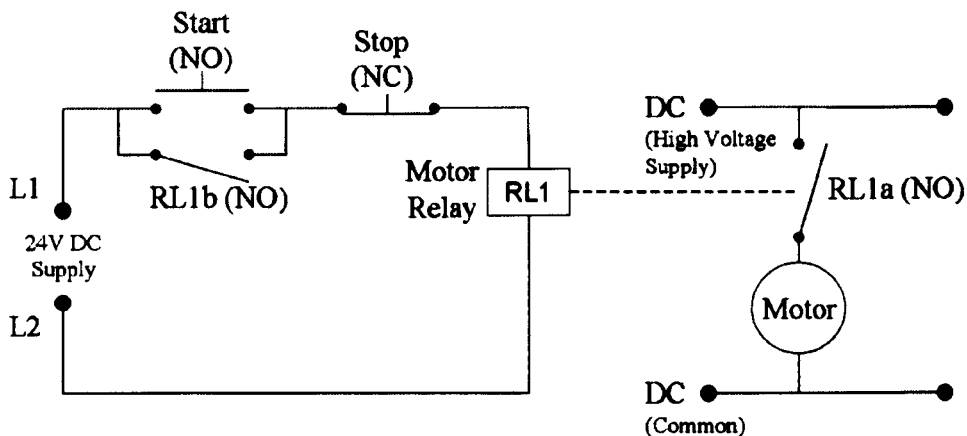 Start
(NO)
Stop
(NC)
RL1b (NO)
L1
24V DC
Supply
L2
Motor
Relay
RL1
DC
(High Voltage
Supply)
RL1a (NO)
Motor
DC
(Common)